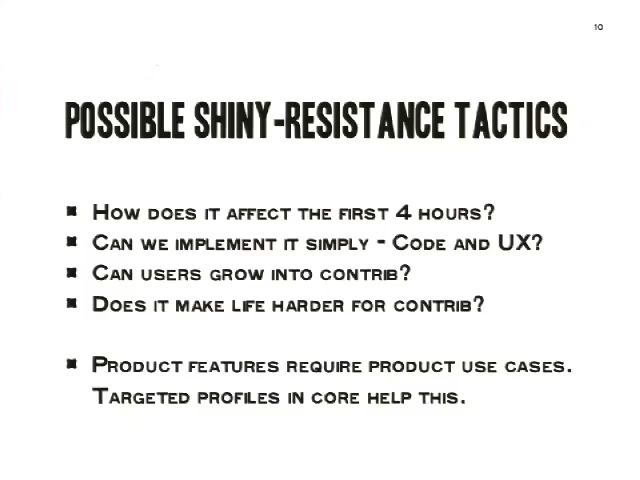 10
POSSIBLE SHINY-RESISTANCE TACTICS
▪ How does it affect the first 4 hours?
▪ Can we implement it simply - Code and UX?
▪ Can users grow into contrib?
▪ Does it make life harder for contrib?
▪ Product features require product use cases.
Targeted profiles in core help this.